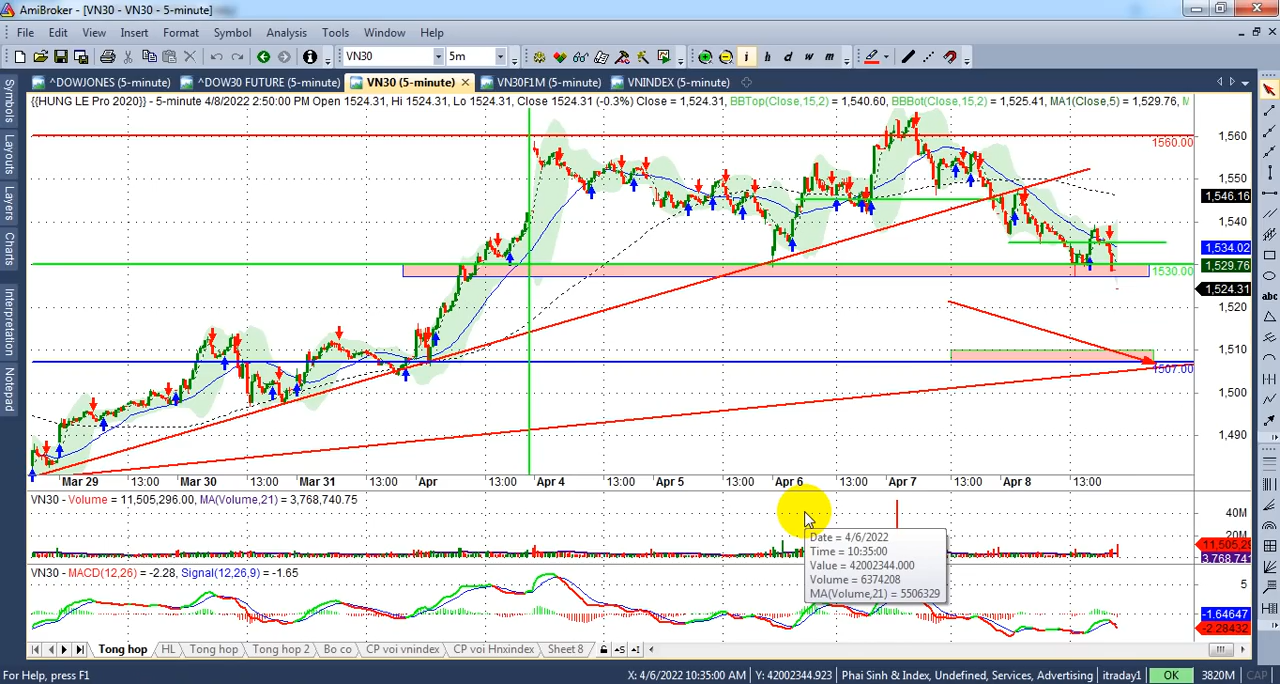 AmiBroker - [VN30 - VN30 - 5-minute]
File Edit View Insert Format Tools Symbol Analysis Tools Window Help
VN30 5m i h d w m
^DOWJONES (5-minute) ^DOW30 FUTURE (5-minute) VN30 (5-minute) VN30F1M (5-minute) VNINDEX (5-minute)
Symbols
Layouts
Layers
Charts
Interpretation
Notepad
{{HUNG LE Pro 2020}} - 5-minute 4/8/2022 2:50:00 PM Open 1524.31, Hi 1524.31, Lo 1524.31, Close 1524.31 (-0.3%) Close = 1,524.31, BBTop(Close,15,2) = 1,540.60, BBBot(Close,15,2) = 1,525.41, MA1(Close,5) = 1,529.76, M
1560.00
1,560
1,550
1,546.16
1,540
1,534.02
1530.00
1,529.76
1,524.31
1,520
1,510
1507.00
1,500
1,490
Mar 29 13:00 Mar 30 13:00 Mar 31 13:00 Apr 13:00 Apr 4 13:00 Apr 5 13:00 Apr 6 13:00 Apr 7 13:00 Apr 8 13:00
VN30 - Volume = 11,505,296.00, MA(Volume,21) = 3,768,740.75
40M
20M
11,505,29
3,768,74
Date = 4/6/2022
Time = 10:35:00
Value = 42002344.000
Volume = 6374208
MA(Volume,21) = 5506329
VN30 - MACD(12,26) = -2.28, Signal(12,26,9) = -1.65
5
-1.64647
-2.28432
Tong hop HL Tong hop Tong hop 2 Bo co CP voi vnindex CP voi Hnxindex Sheet 8
For Help, press F1 X: 4/6/2022 10:35:00 AM Y: 42002344.923 Phai Sinh & Index, Undefined, Services, Advertising itraday1 OK 3820M CAP